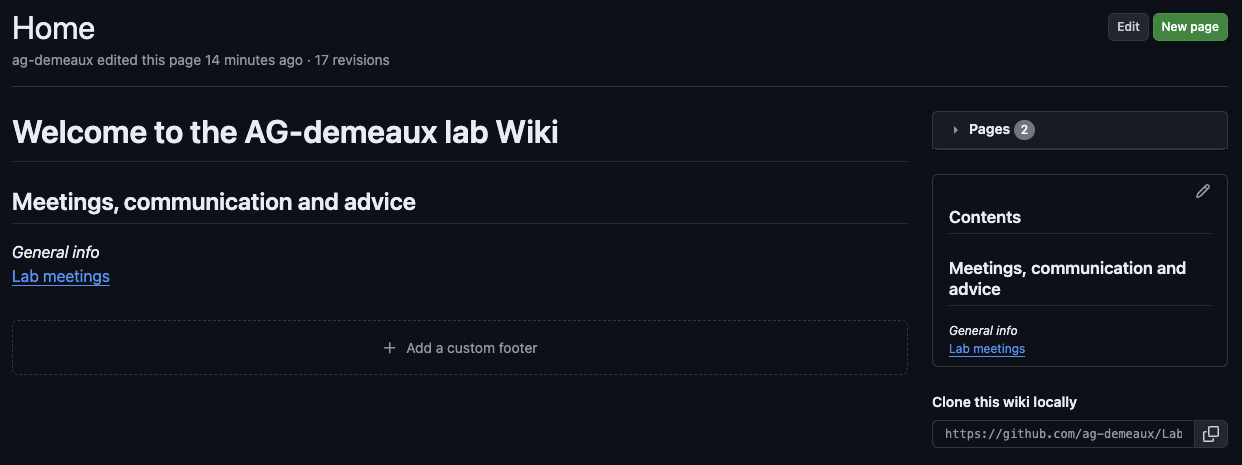 Home
Edit
New page
ag-demeaux edited this page 14 minutes ago · 17 revisions
Welcome to the AG-demeaux lab Wiki
Meetings, communication and advice
General info
Lab meetings
Add a custom footer
Pages 2
Contents
Meetings, communication and
advice
General info
Lab meetings
Clone this wiki locally
https://github.com/ag-demeaux/Lab